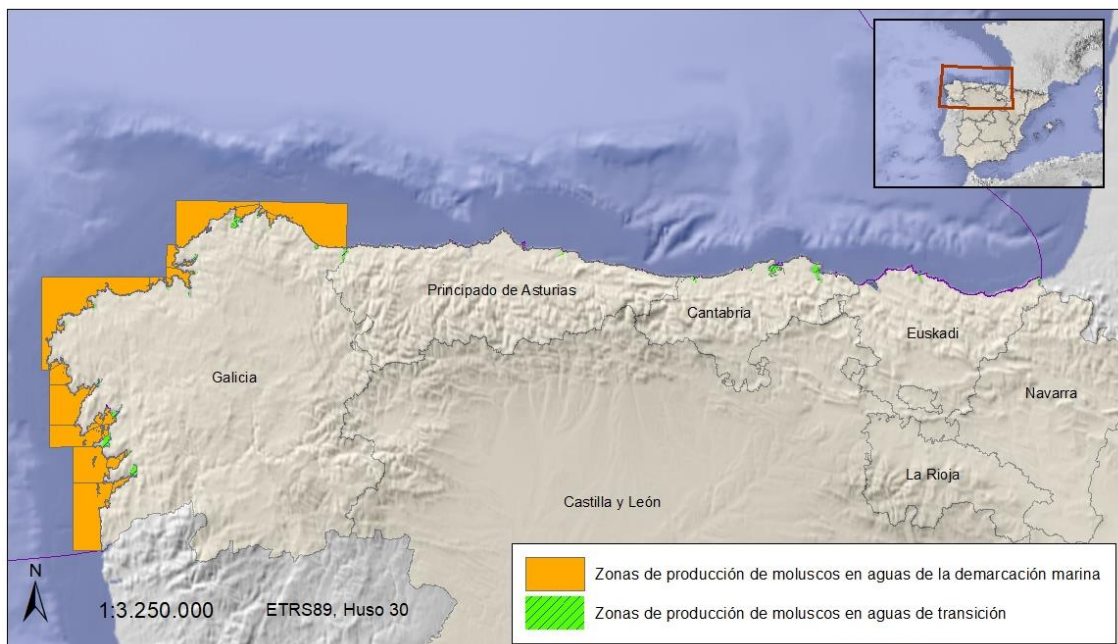 Principado de Asturias
Cantabria
Euskadi
Galicia
Navarra
La Rioja
Castilla y León
N
1:3.250.000
ETRS89, Huso 30
Zonas de producción de moluscos en aguas de la demarcación marina
Zonas de producción de moluscos en aguas de transición